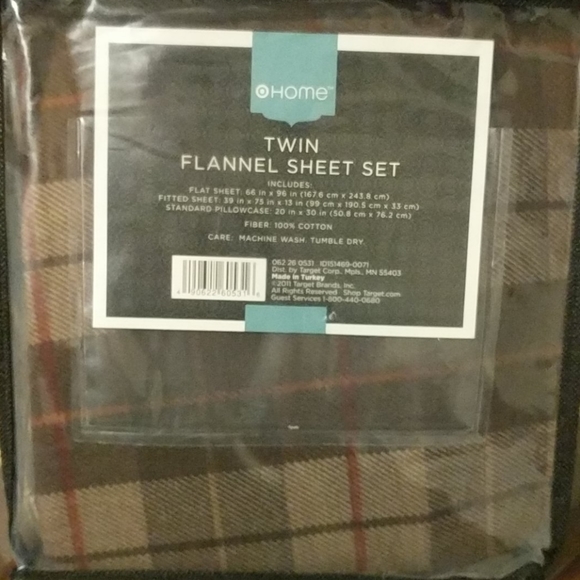 HOME™
TWIN
FLANNEL SHEET SET
INCLUDES:
FLAT SHEET: 66 in x 96 in (167.6 cm x 243.8 cm)
FITTED SHEET: 39 in x 75 in x 13 in (99 cm x 190.5 cm x 33 cm)
STANDARD PILLOWCASE: 20 in x 30 in (50.8 cm x 76.2 cm)
FIBER: 100% COTTON
CARE: MACHINE WASH. TUMBLE DRY.
062 26 0531 ID151469-0071
Dist. by Target Corp., Mpls., MN 55403
Made in Turkey
©2011 Target Brands, Inc.
All Rights Reserved Shop Target.com
Guest Services 1-800-440-0680